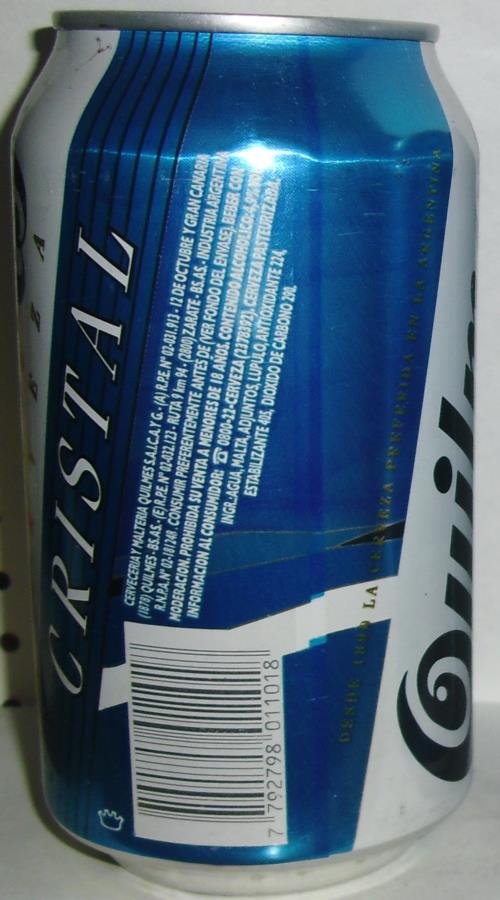 CRISTAL
CERVECERIA Y MALTERIA QUILMES S.A.I.C.A.Y G. - (A) R.P.E. Nº 02-031.913 - 12 DE OCTUBRE Y GRAN CANARIA
(1878) QUILMES - BS.AS. - (E) R.P.E. Nº 02-032.123 - RUTA 9 km 94 - (2800) ZARATE - BS.AS. - INDUSTRIA ARGENTINA
R.N.P.A. Nº 02-017248. CONSUMIR PREFERENTEMENTE ANTES DE (VER FONDO DEL ENVASE). BEBER CON
MODERACION. PROHIBIDA SU VENTA A MENORES DE 18 AÑOS. CONTENIDO ALCOHOLICO
INFORMACION AL CONSUMIDOR ☎ 0800-52-CERVEZA (2378392). CERVEZA PASTEURIZADA.
INGR.: AGUA, MALTA, ADJUNTOS, LUPULO, ANTIOXIDANTE 224,
ESTABILIZANTE 405, DIOXIDO DE CARBONO 290.
7 792798 011018
DESDE 1890 LA CERVEZA PREFERIDA EN LA ARGENTINA
Quilm